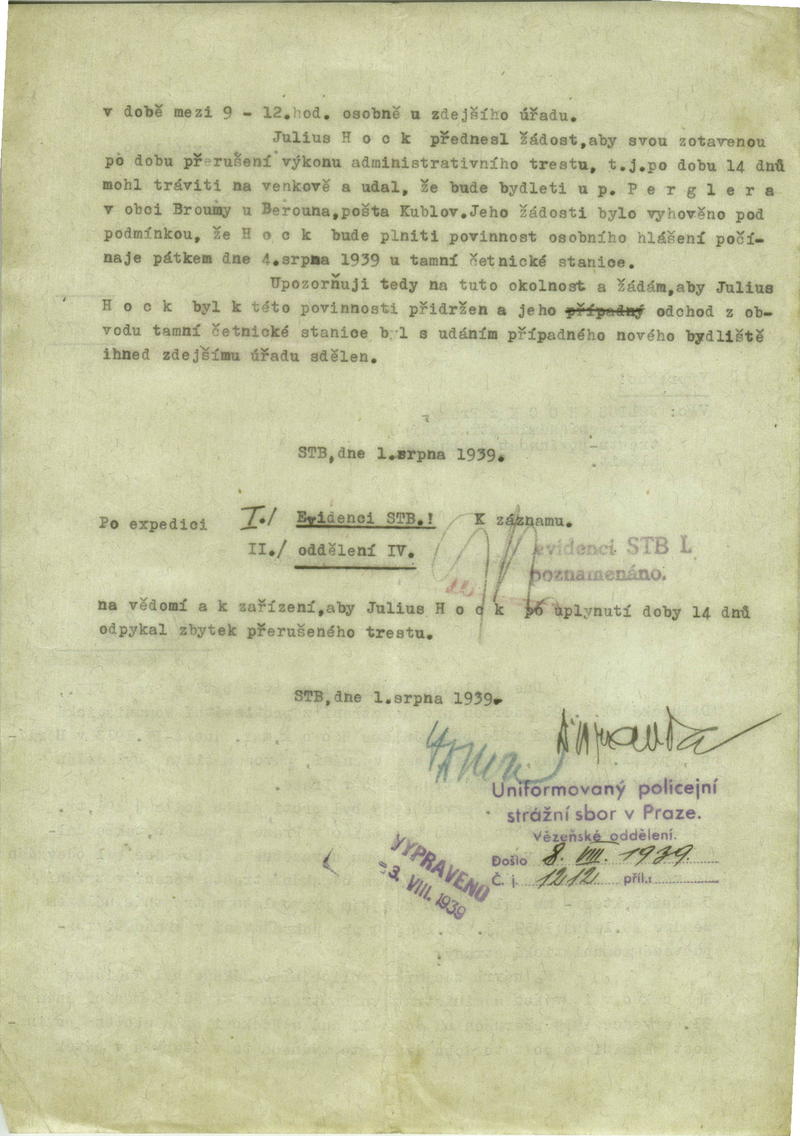 v době mezi 9 - 12.hod. osobně u zdejšího úřadu.
Julius H o c k přednesl žádost,aby svou zotavenou
po dobu přerušení výkonu administrativního trestu, t.j.po dobu 14 dnů
mohl tráviti na venkově a udal, že bude bydleti u p. P e r g l e r a
v obci Broumy u Berouna,pošta Kublov.Jeho žádosti bylo vyhověno pod
podmínkou, že H o c k bude plniti povinnost osobního hlášení počí-
naje pátkem dne 4.srpna 1939 u tamní četnické stanice.
Upozorňuji tedy na tuto okolnost a žádám,aby Julius
H o c k byl k této povinnosti přidržen a jeho případný odchod z ob-
vodu tamní četnické stanice byl s udáním případného nového bydliště
ihned zdejšímu úřadu sdělen.
STB,dne 1.srpna 1939.
Po expedici I./ Evidenci STB.! K záznamu.
II./ oddělení IV.
evidenci STB I.
poznamenáno.
na vědomí a k zařízení,aby Julius H o c k po uplynutí doby 14 dnů
odpykal zbytek přerušeného trestu.
STB,dne 1.srpna 1939.
Uniformovaný policejní
strážní sbor v Praze.
Vězeňské oddělení.
Došlo 8. VIII. 1939
Č. j. 1212 příl.:
VYPRAVENO
-3. VIII. 1939